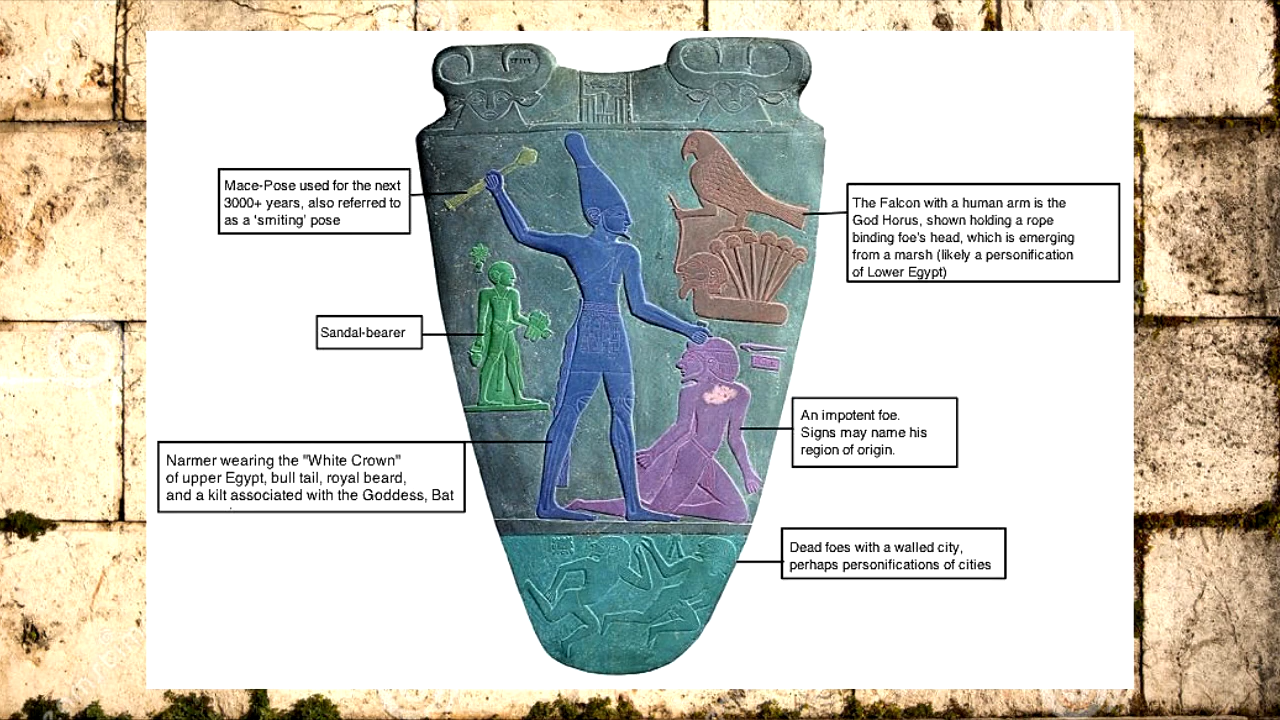 Mace-Pose used for the next
3000+ years, also referred to
as a 'smiting' pose
The Falcon with a human arm is the
God Horus, shown holding a rope
binding foe's head, which is emerging
from a marsh (likely a personification
of Lower Egypt)
Sandal-bearer
An impotent foe.
Signs may name his
region of origin.
Narmer wearing the "White Crown"
of upper Egypt, bull tail, royal beard,
and a kilt associated with the Goddess, Bat
Dead foes with a walled city,
perhaps personifications of cities